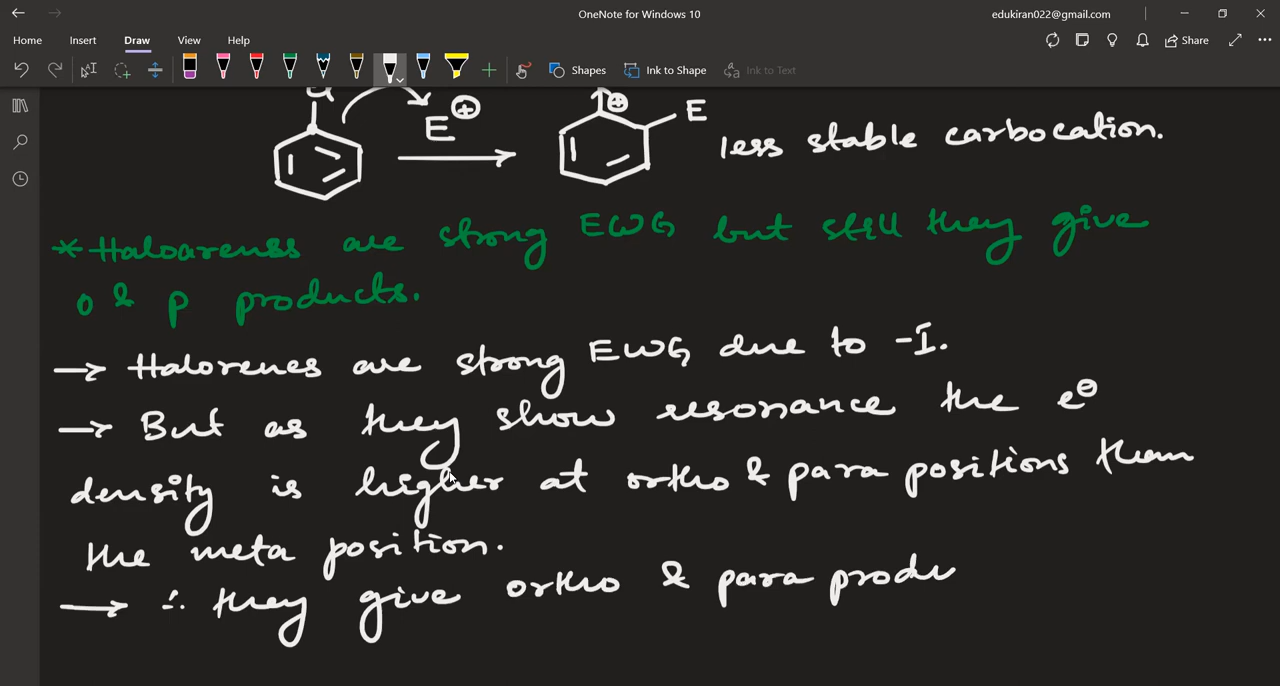 OneNote for Windows 10
edukiran022@gmail.com
Home Insert Draw View Help
Share
Shapes Ink to Shape Ink to Text
Cl
E ⊕
⊕ E
less stable carbocation.
* Haloarenes are strong EWG but still they give
o & p products.
→ Halorenes are strong EWG due to -I.
→ But as they show resonance the e⊖
density is higher at ortho & para positions than
the meta position.
→ ∴ they give ortho & para produ